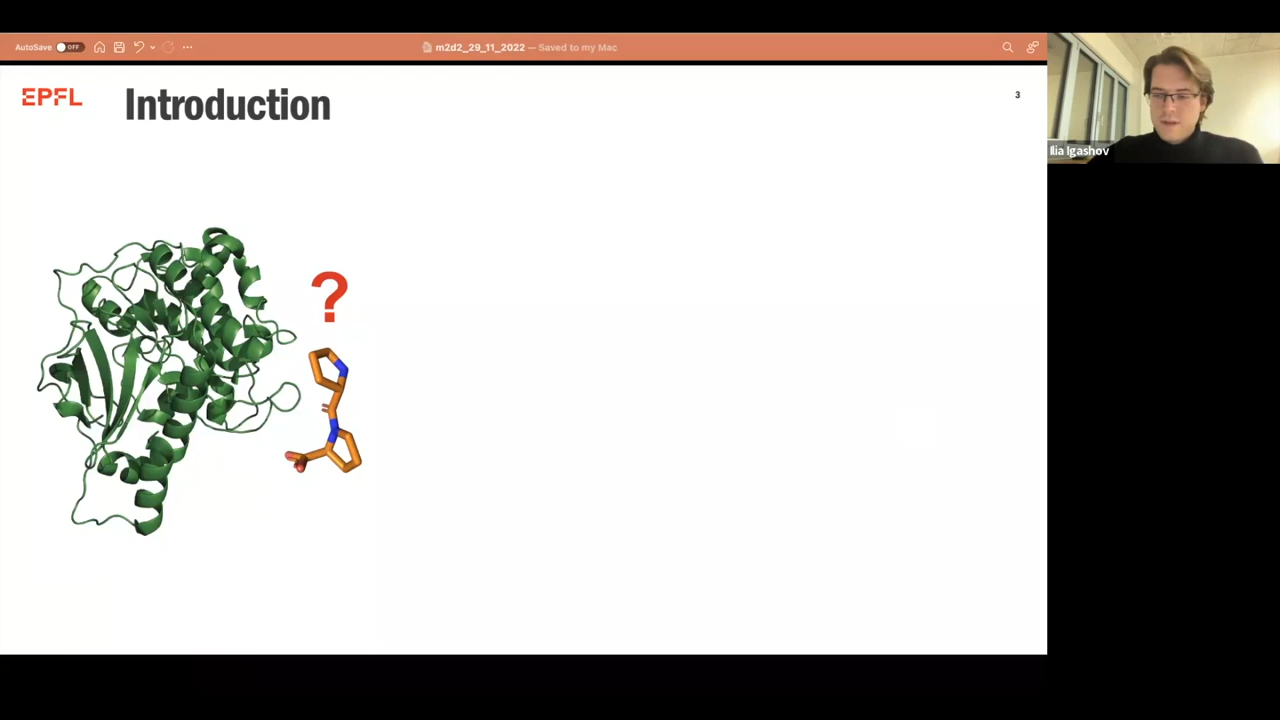 AutoSave OFF
m2d2_29_11_2022 — Saved to my Mac
EPFL
Introduction
3
?
Ilia Igashov